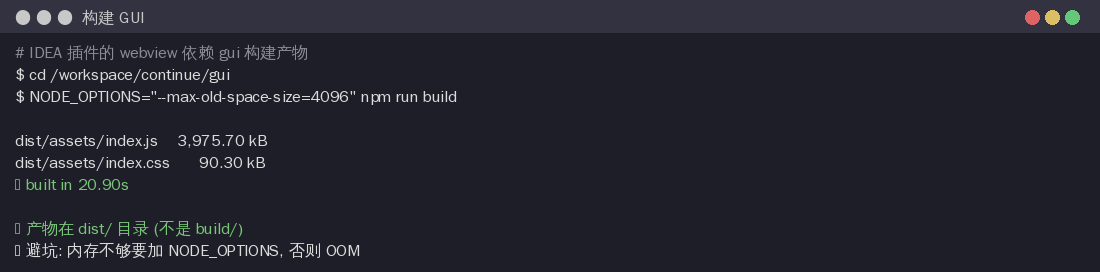 构建 GUI
# IDEA 插件的 webview 依赖 gui 构建产物
$ cd /workspace/continue/gui
$ NODE_OPTIONS="--max-old-space-size=4096" npm run build
dist/assets/index.js 3,975.70 kB
dist/assets/index.css 90.30 kB
built in 20.90s
产物在 dist/ 目录 (不是 build/)
避坑: 内存不够要加 NODE_OPTIONS, 否则 OOM